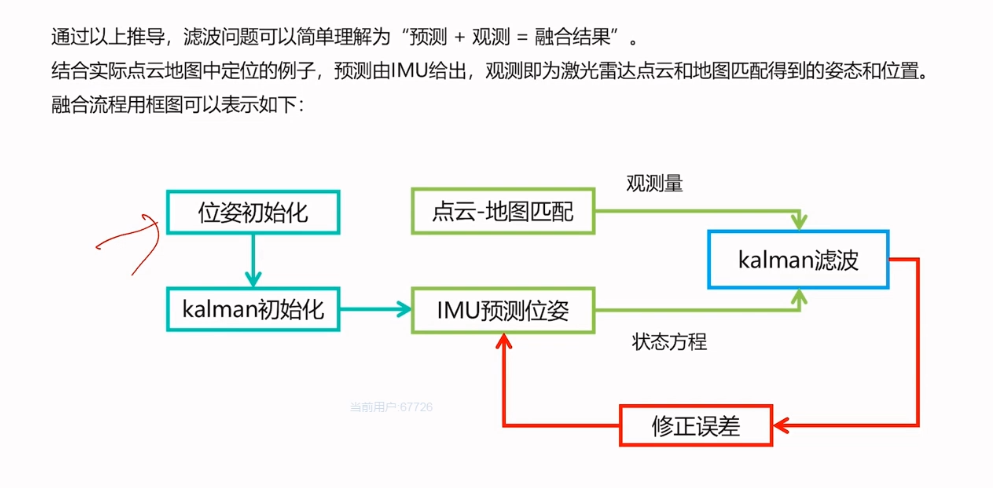 通过以上推导，滤波问题可以简单理解为“预测 + 观测 = 融合结果”。
结合实际点云地图中定位的例子，预测由IMU给出，观测即为激光雷达点云和地图匹配得到的姿态和位置。
融合流程用框图可以表示如下：
观测量
位姿初始化
点云-地图匹配
kalman滤波
kalman初始化
IMU预测位姿
状态方程
当前用户:67726
修正误差